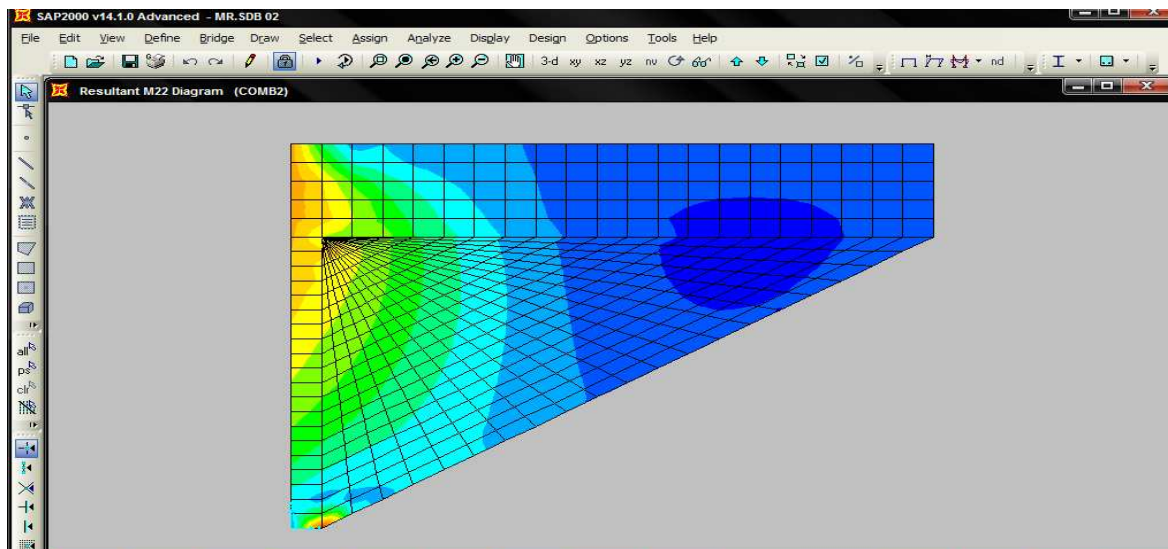 SAP2000 v14.1.0 Advanced - MR.SDB 02
File Edit View Define Bridge Draw Select Assign Analyze Display Design Options Tools Help
3-d xy xz yz nv nd
Resultant M22 Diagram (COMB2)
all
ps
clr